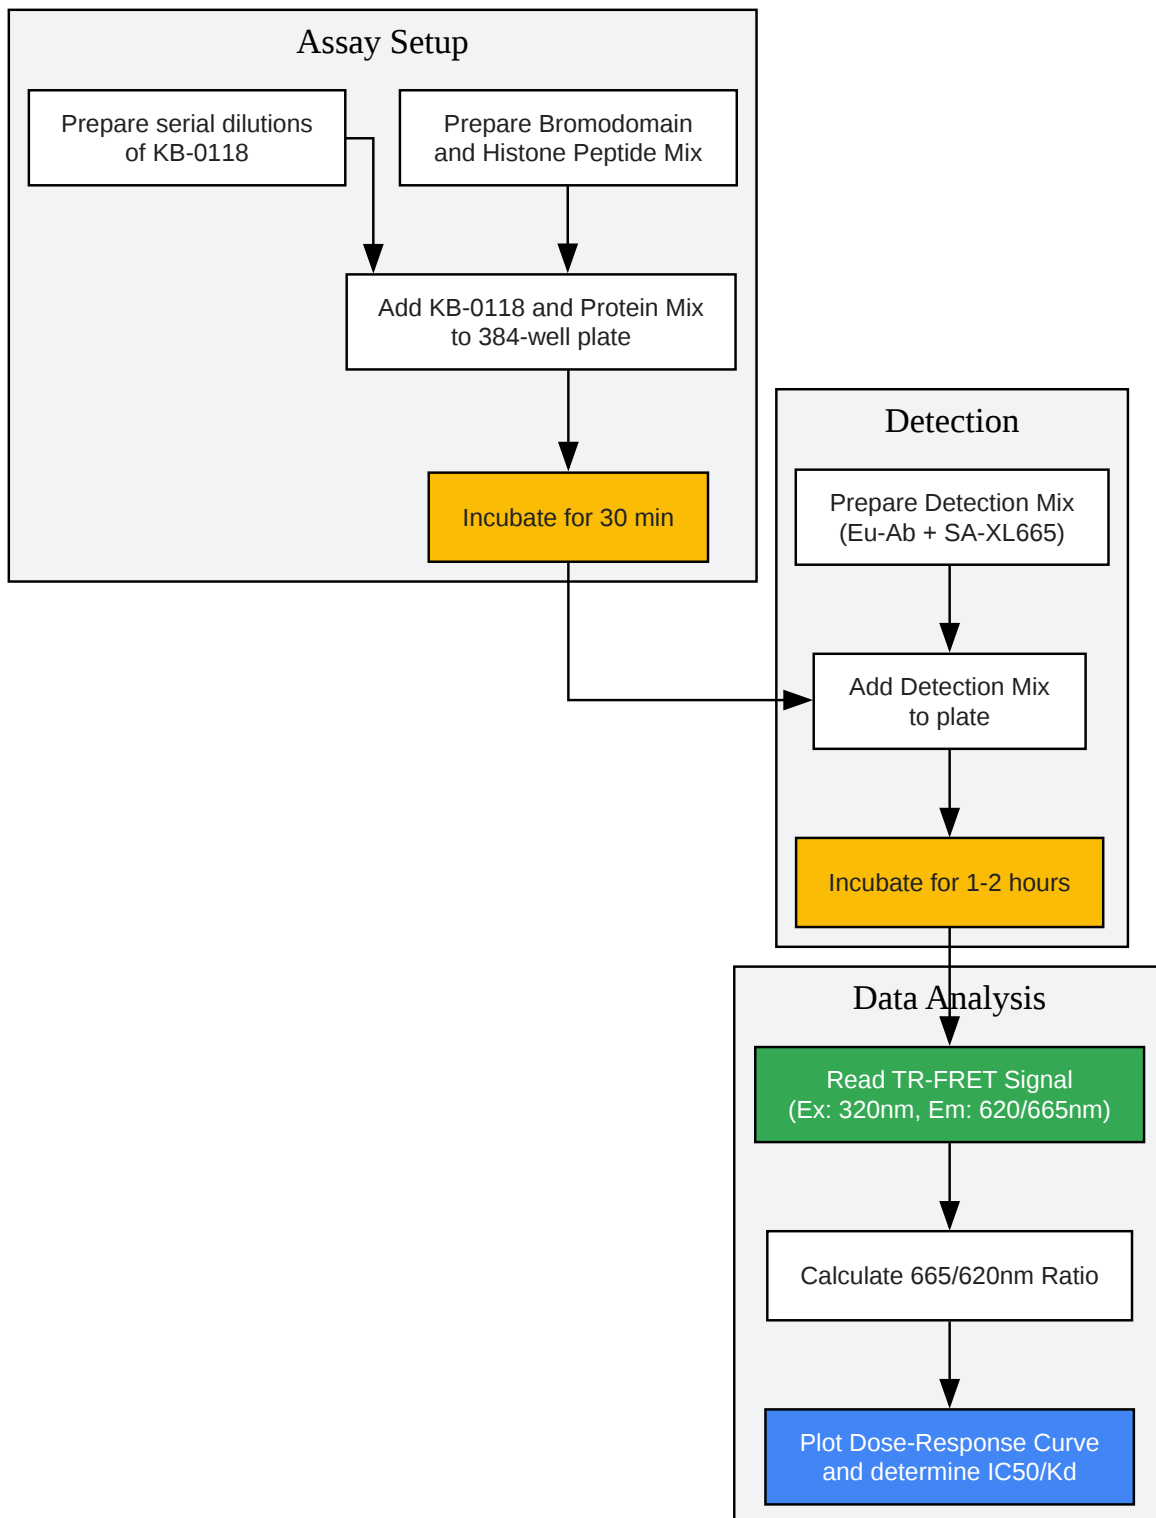 Assay Setup
Prepare serial dilutions
of KB-0118
Prepare Bromodomain
and Histone Peptide Mix
Add KB-0118 and Protein Mix
to 384-well plate
Incubate for 30 min
Detection
Prepare Detection Mix
(Eu-Ab + SA-XL665)
Add Detection Mix
to plate
Incubate for 1-2 hours
Data Analysis
Read TR-FRET Signal
(Ex: 320nm, Em: 620/665nm)
Calculate 665/620nm Ratio
Plot Dose-Response Curve
and determine IC50/Kd